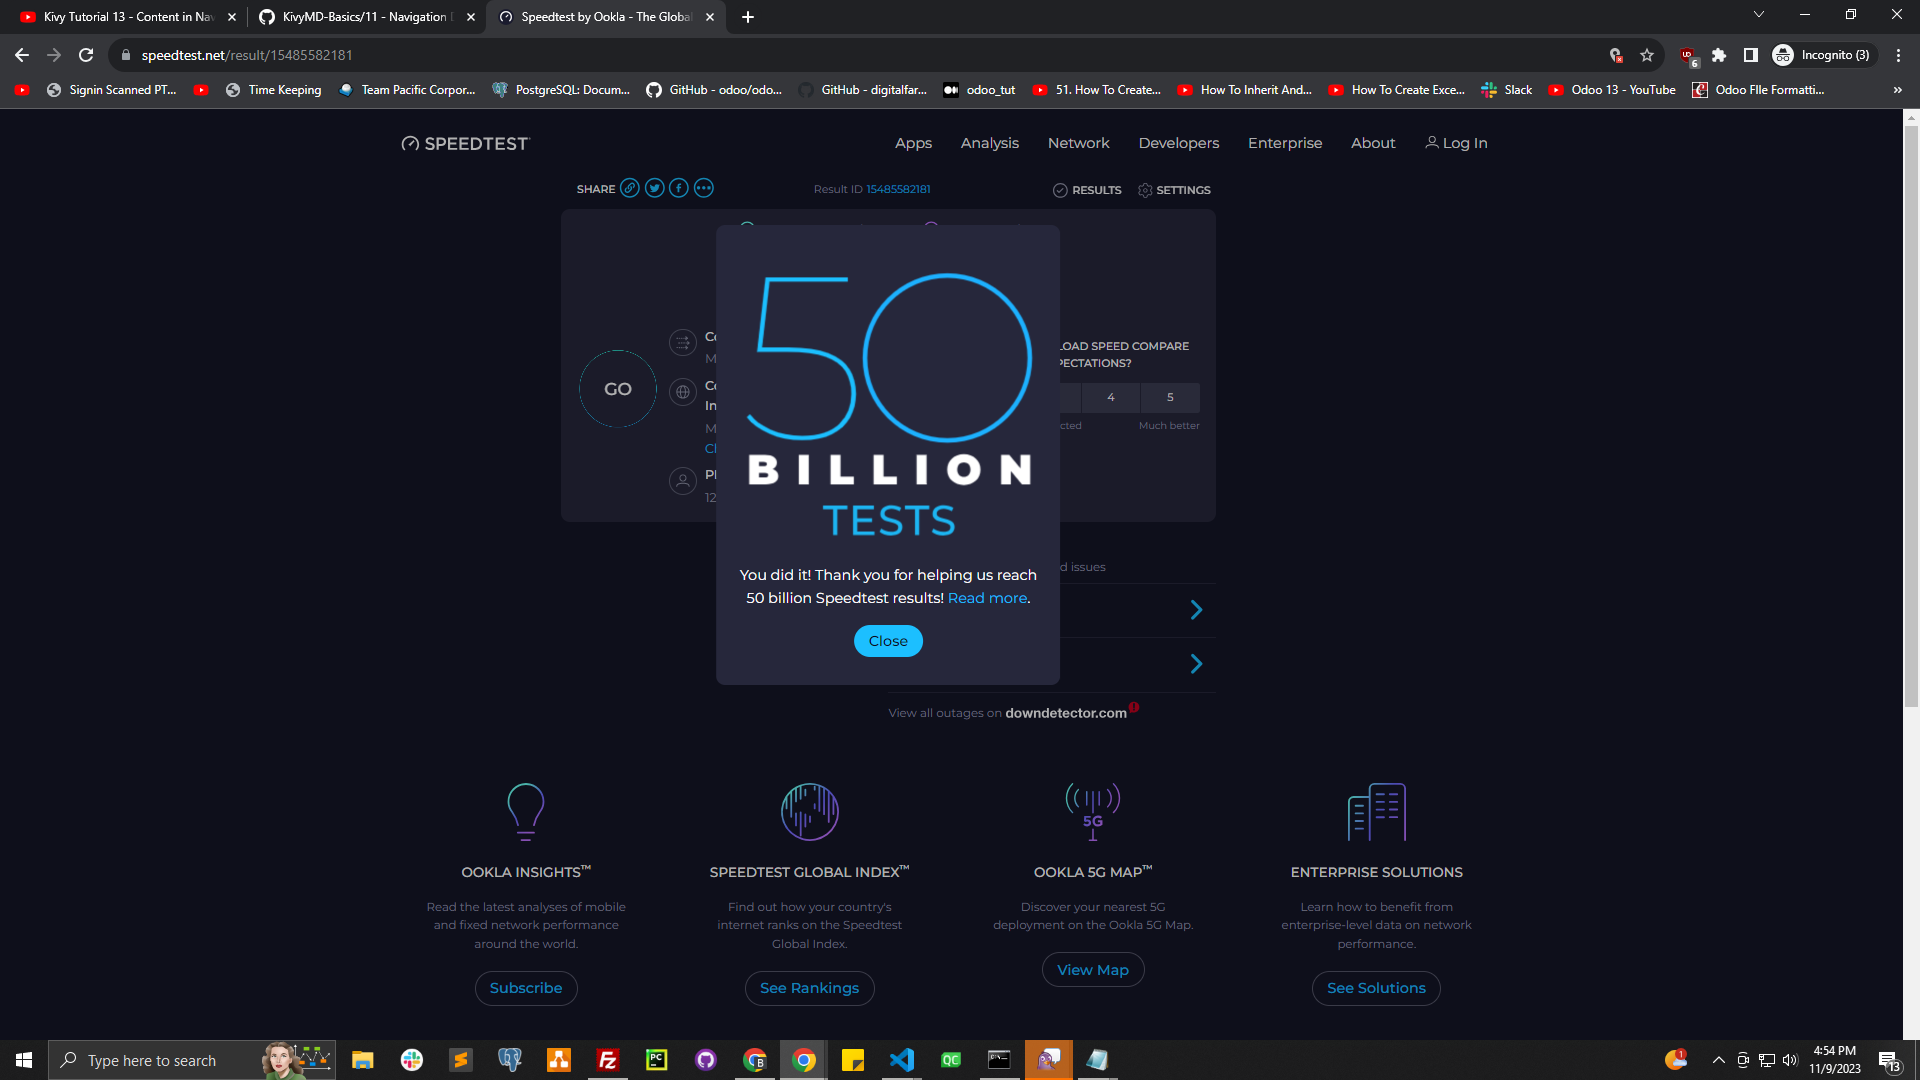 Kivy Tutorial 13 - Content in Nav
KivyMD-Basics/11 - Navigation D
Speedtest by Ookla - The Global
speedtest.net/result/15485582181
6
Incognito (3)
Signin Scanned PT...
Time Keeping
Team Pacific Corpor...
PostgreSQL: Docum...
GitHub - odoo/odo...
GitHub - digitalfar...
odoo_tut
51. How To Create...
How To Inherit And...
How To Create Exce...
Slack
Odoo 13 - YouTube
Odoo FIle Formatti...
»
SPEEDTEST
Apps
Analysis
Network
Developers
Enterprise
About
Log In
SHARE
Result ID 15485582181
RESULTS
SETTINGS
50
BILLION
TESTS
You did it! Thank you for helping us reach
50 billion Speedtest results! Read more.
Close
GO
Co
M
Co
In
M
Ch
12
LOAD SPEED COMPARE
PECTATIONS?
4
5
cted
Much better
d issues
View all outages on downdetector.com
OOKLA INSIGHTS™
Read the latest analyses of mobile
and fixed network performance
around the world.
Subscribe
SPEEDTEST GLOBAL INDEX™
Find out how your country's
internet ranks on the Speedtest
Global Index.
See Rankings
5G
OOKLA 5G MAP™
Discover your nearest 5G
deployment on the Ookla 5G Map.
View Map
ENTERPRISE SOLUTIONS
Learn how to benefit from
enterprise-level data on network
performance.
See Solutions
Type here to search
4:54 PM
11/9/2023
13